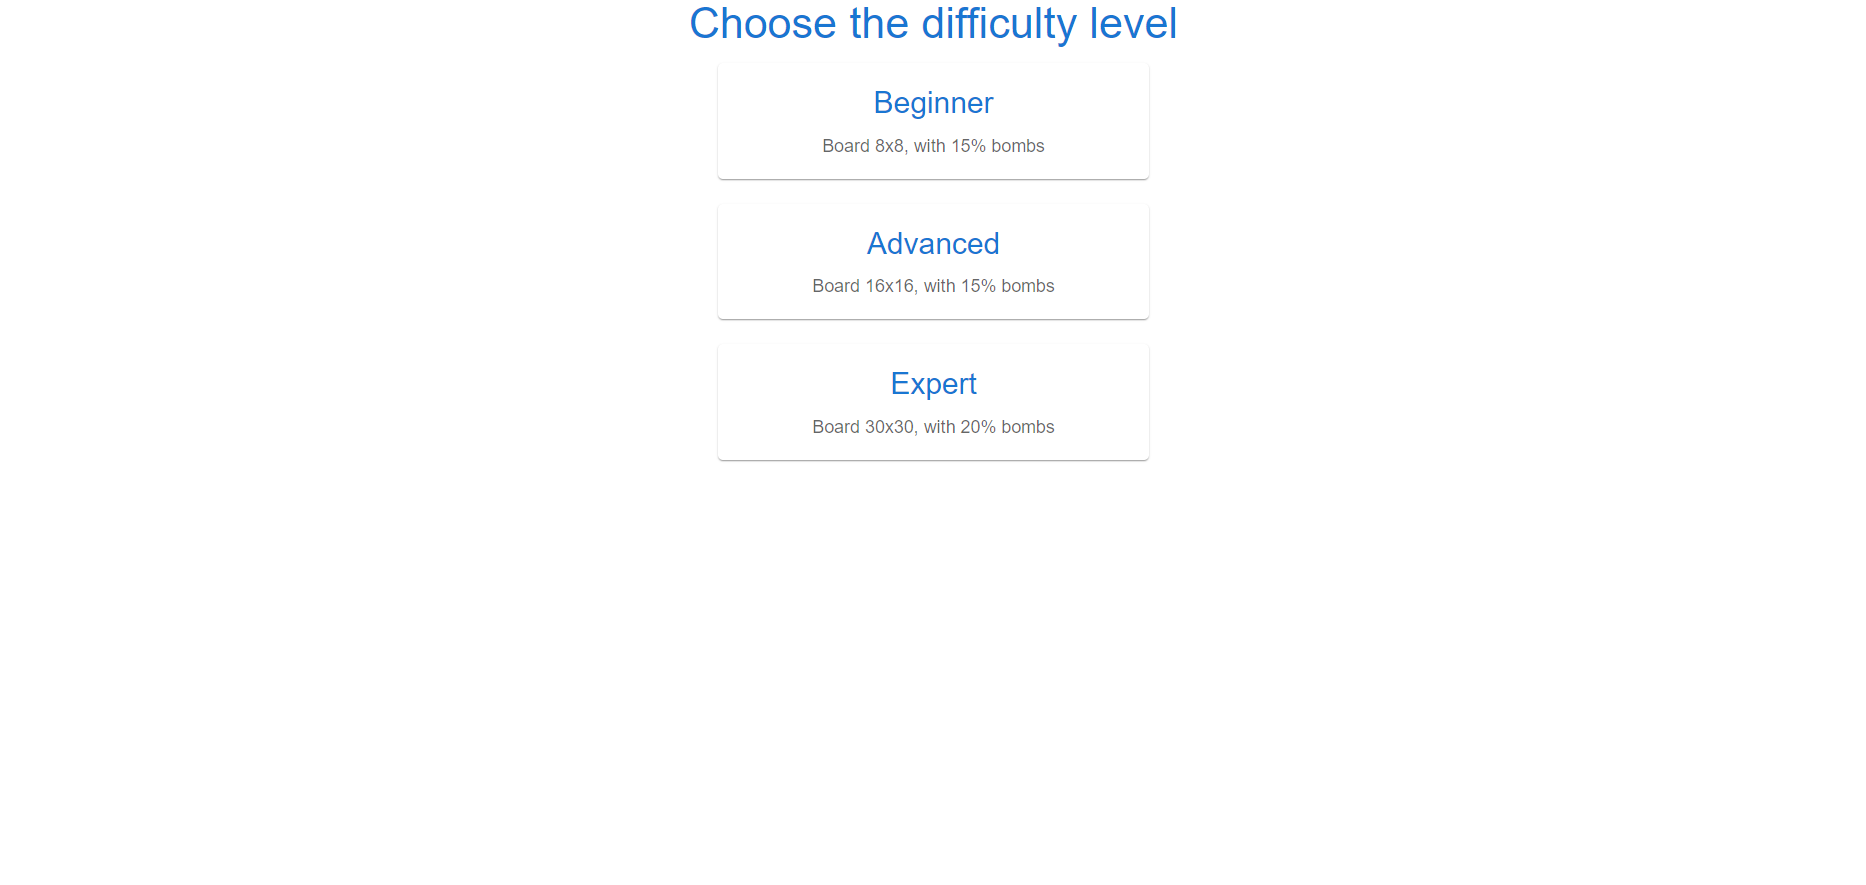 Choose the difficulty level
Beginner
Board 8x8, with 15% bombs
Advanced
Board 16x16, with 15% bombs
Expert
Board 30x30, with 20% bombs